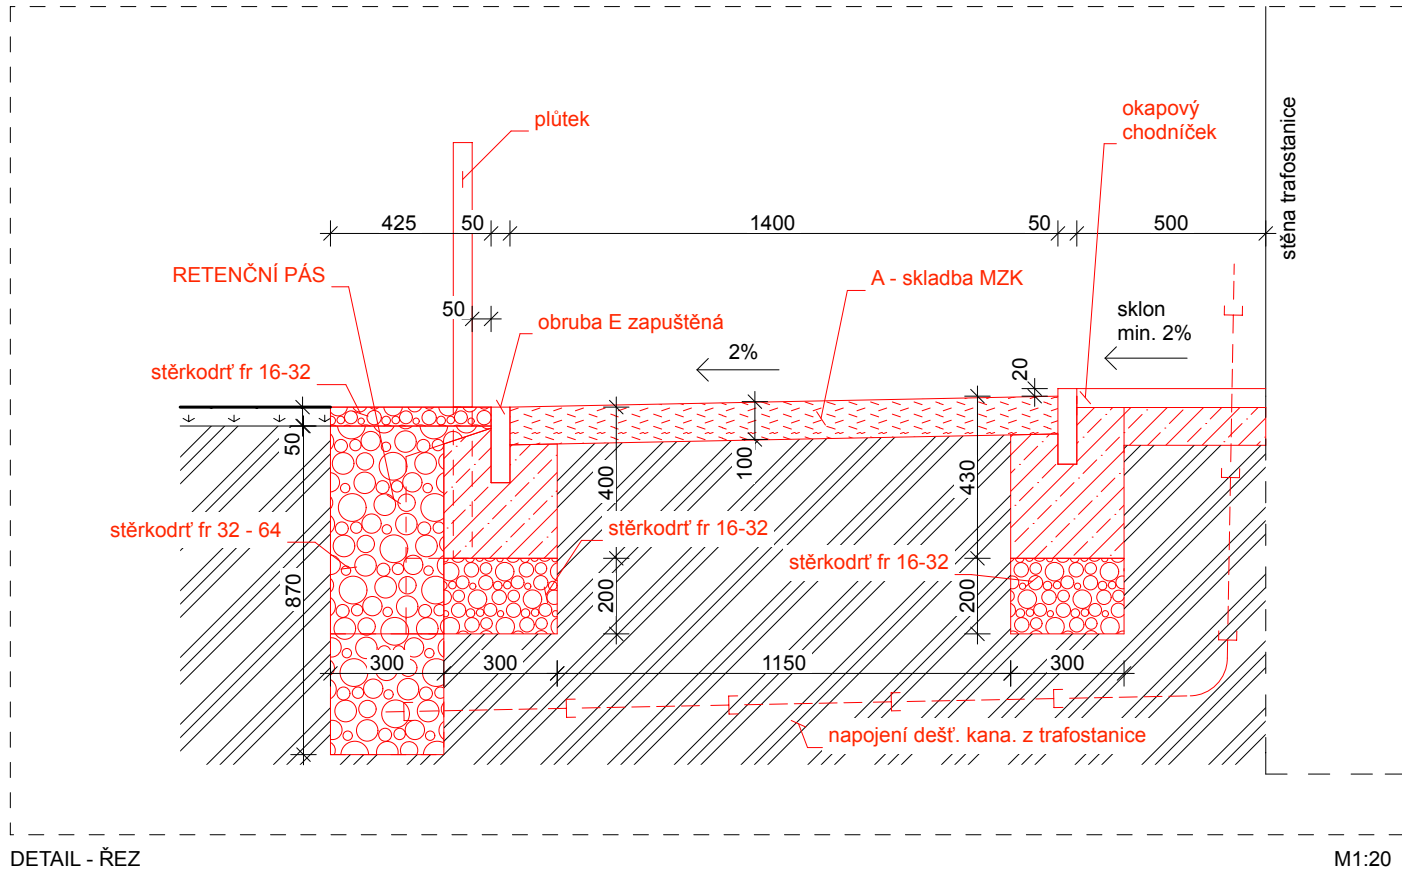 plůtek
okapový
chodníček
stěna trafostanice
425
50
1400
50
500
RETENČNÍ PÁS
A - skladba MZK
50
obruba E zapuštěná
sklon
min. 2%
2%
stěrkodrť fr 16-32
20
50
100
400
430
stěrkodrť fr 32 - 64
stěrkodrť fr 16-32
stěrkodrť fr 16-32
870
200
200
300
300
1150
300
napojení dešť. kana. z trafostanice
DETAIL - ŘEZ
M1:20